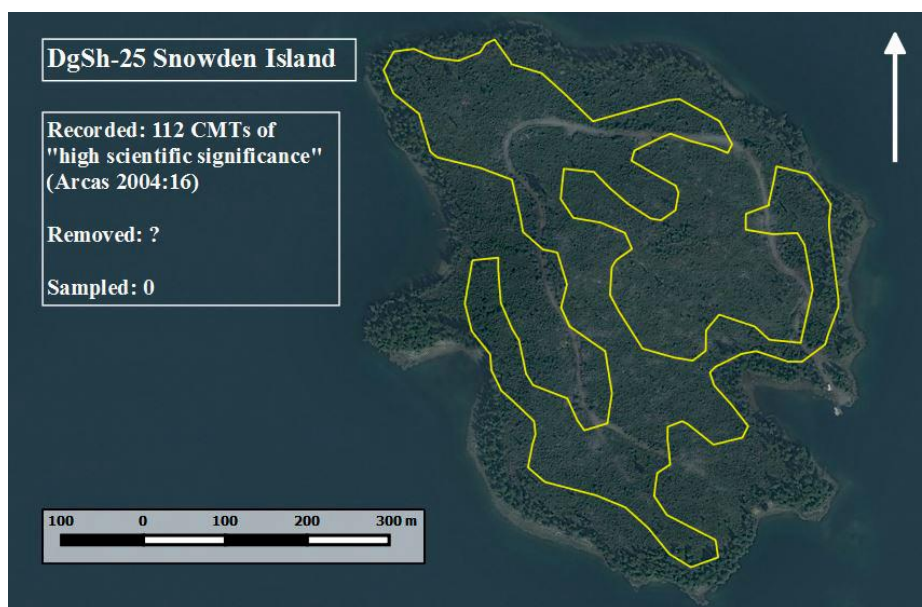 DgSh-25 Snowden Island
Recorded: 112 CMTs of
"high scientific significance"
(Arcas 2004:16)
Removed: ?
Sampled: 0
100 0 100 200 300 m